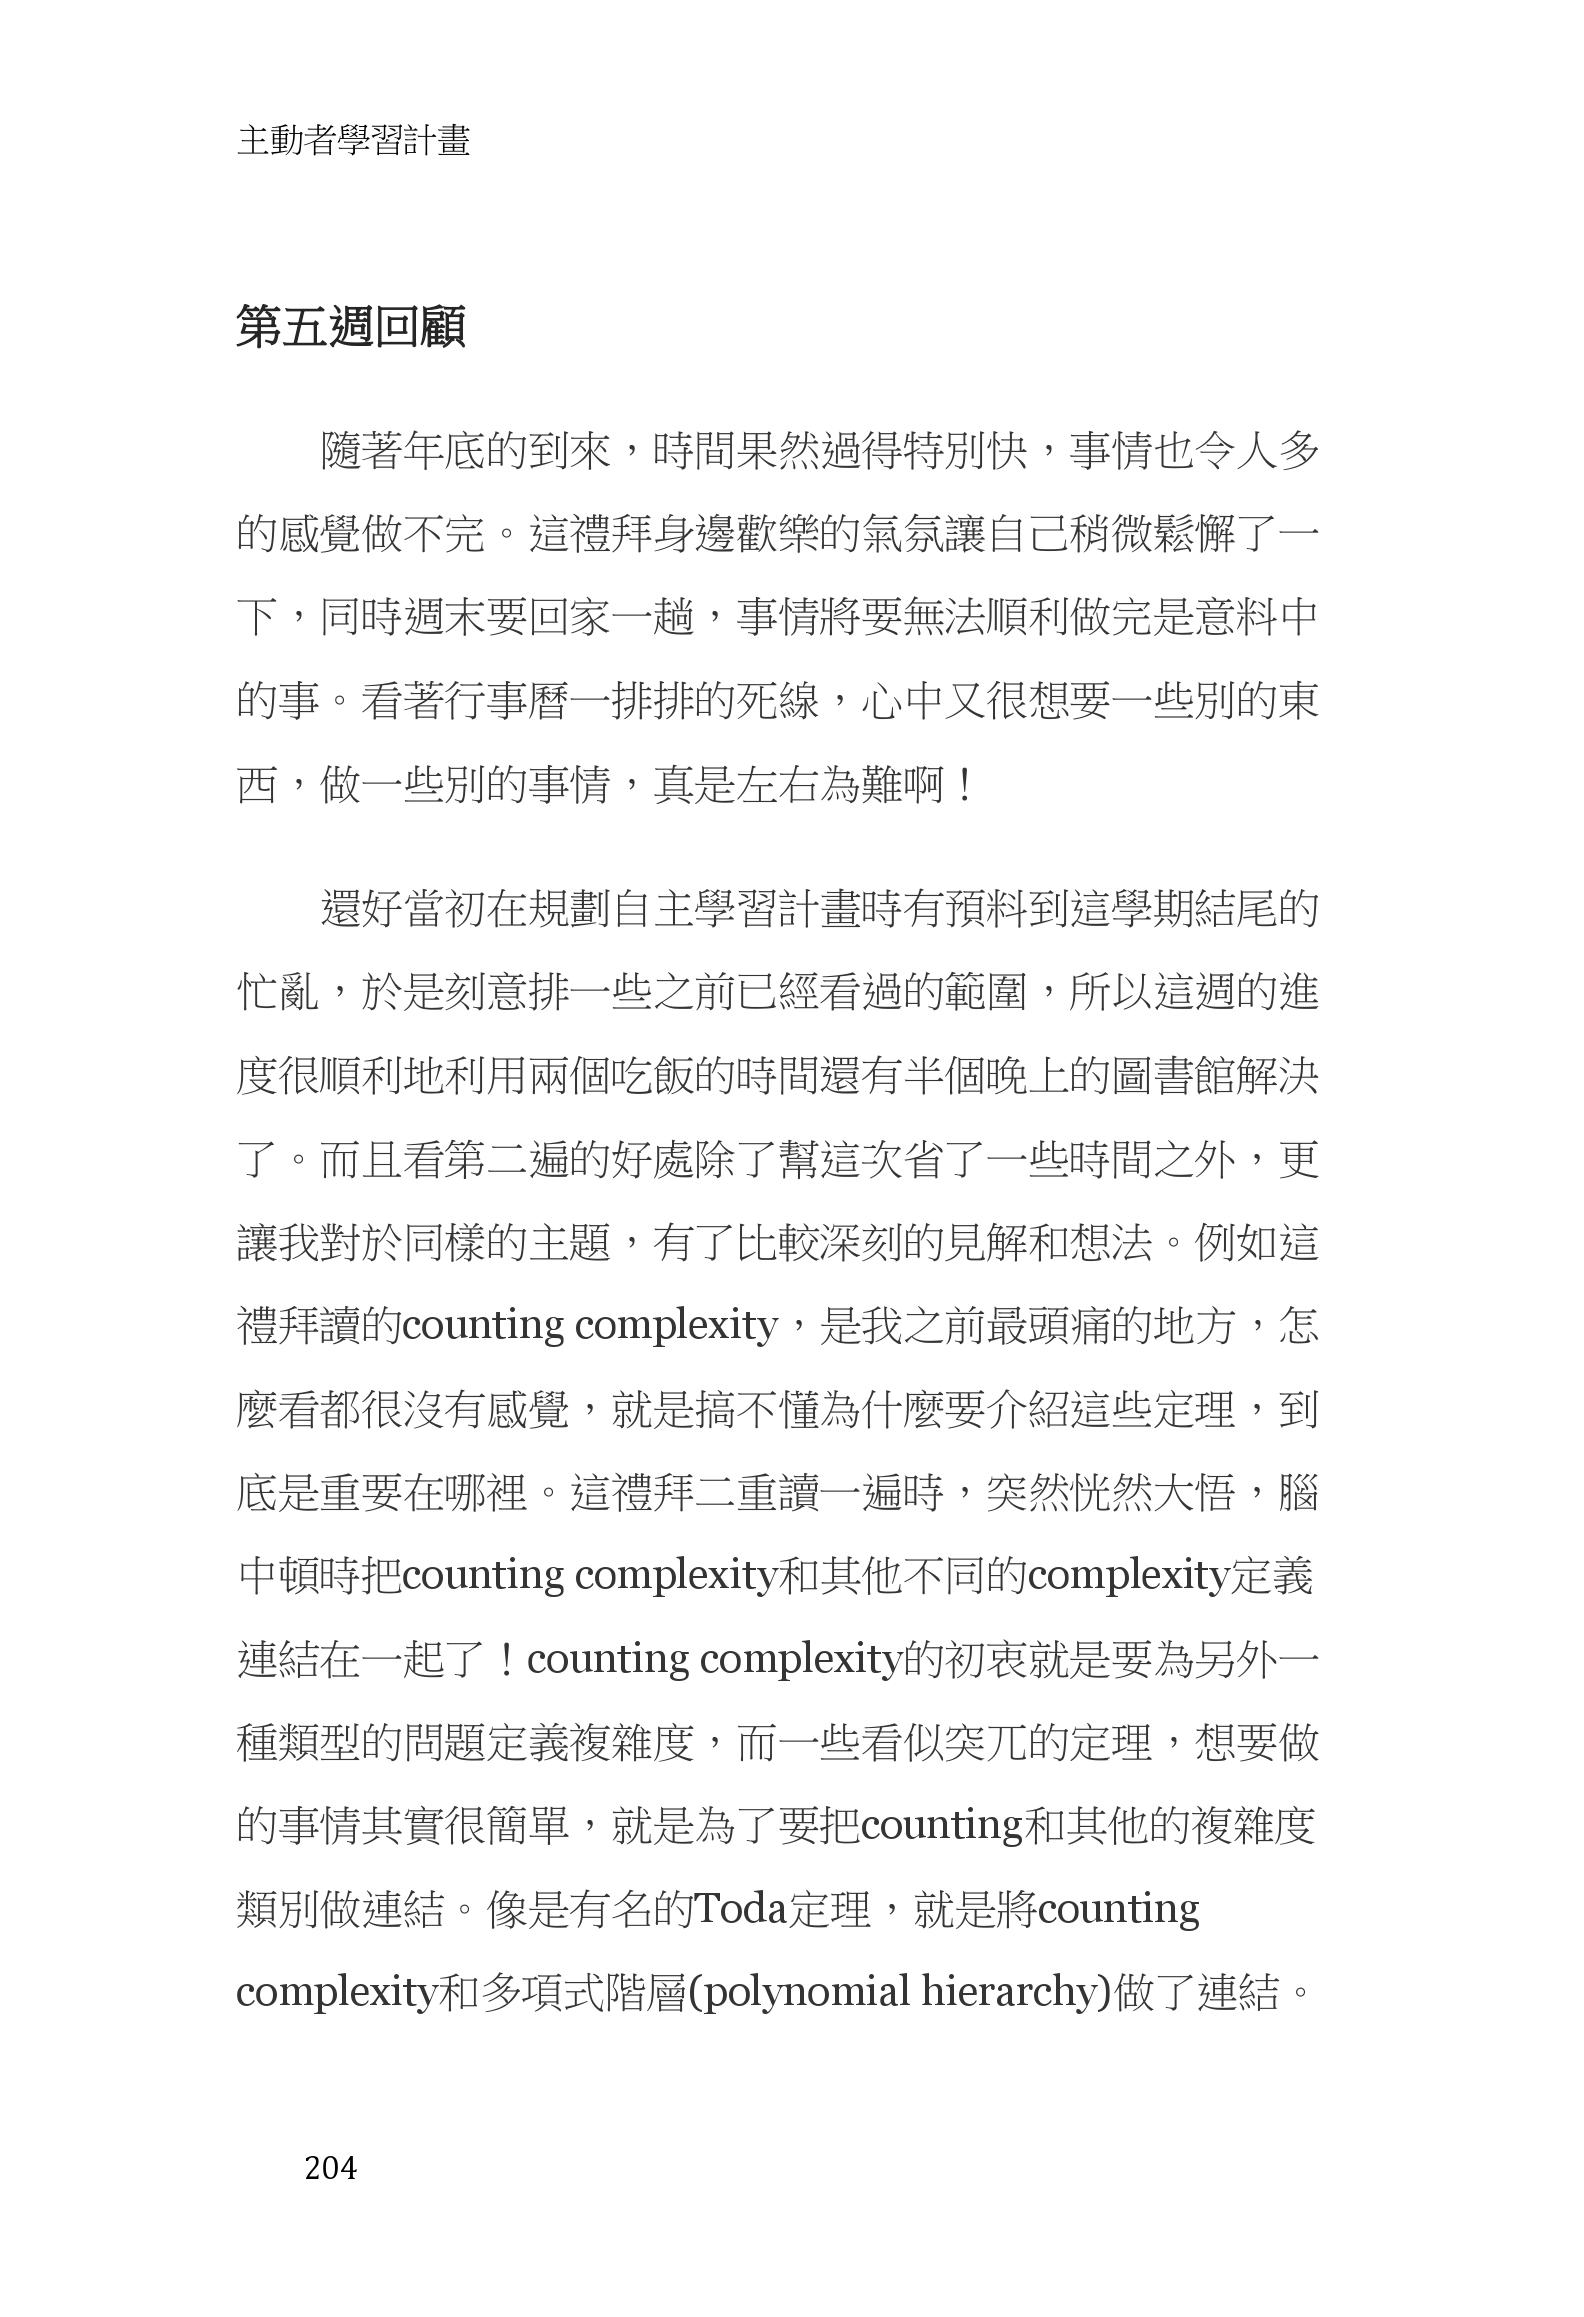 主動者學習計畫
第五週回顧
隨著年底的到來，時間果然過得特別快，事情也令人多
的感覺做不完。這禮拜身邊歡樂的氣氛讓自己稍微鬆懈了一
下，同時週末要回家一趟，事情將要無法順利做完是意料中
的事。看著行事曆一排排的死線，心中又很想要一些別的東
西，做一些別的事情，真是左右為難啊！
還好當初在規劃自主學習計畫時有預料到這學期結尾的
忙亂，於是刻意排一些之前已經看過的範圍，所以這週的進
度很順利地利用兩個吃飯的時間還有半個晚上的圖書館解決
了。而且看第二遍的好處除了幫這次省了一些時間之外，更
讓我對於同樣的主題，有了比較深刻的見解和想法。例如這
禮拜讀的counting complexity，是我之前最頭痛的地方，怎
麼看都很沒有感覺，就是搞不懂為什麼要介紹這些定理，到
底是重要在哪裡。這禮拜二重讀一遍時，突然恍然大悟，腦
中頓時把counting complexity和其他不同的complexity定義
連結在一起了！counting complexity的初衷就是要為另外一
種類型的問題定義複雜度，而一些看似突兀的定理，想要做
的事情其實很簡單，就是為了要把counting和其他的複雜度
類別做連結。像是有名的Toda定理，就是將counting
complexity和多項式階層(polynomial hierarchy)做了連結。
204